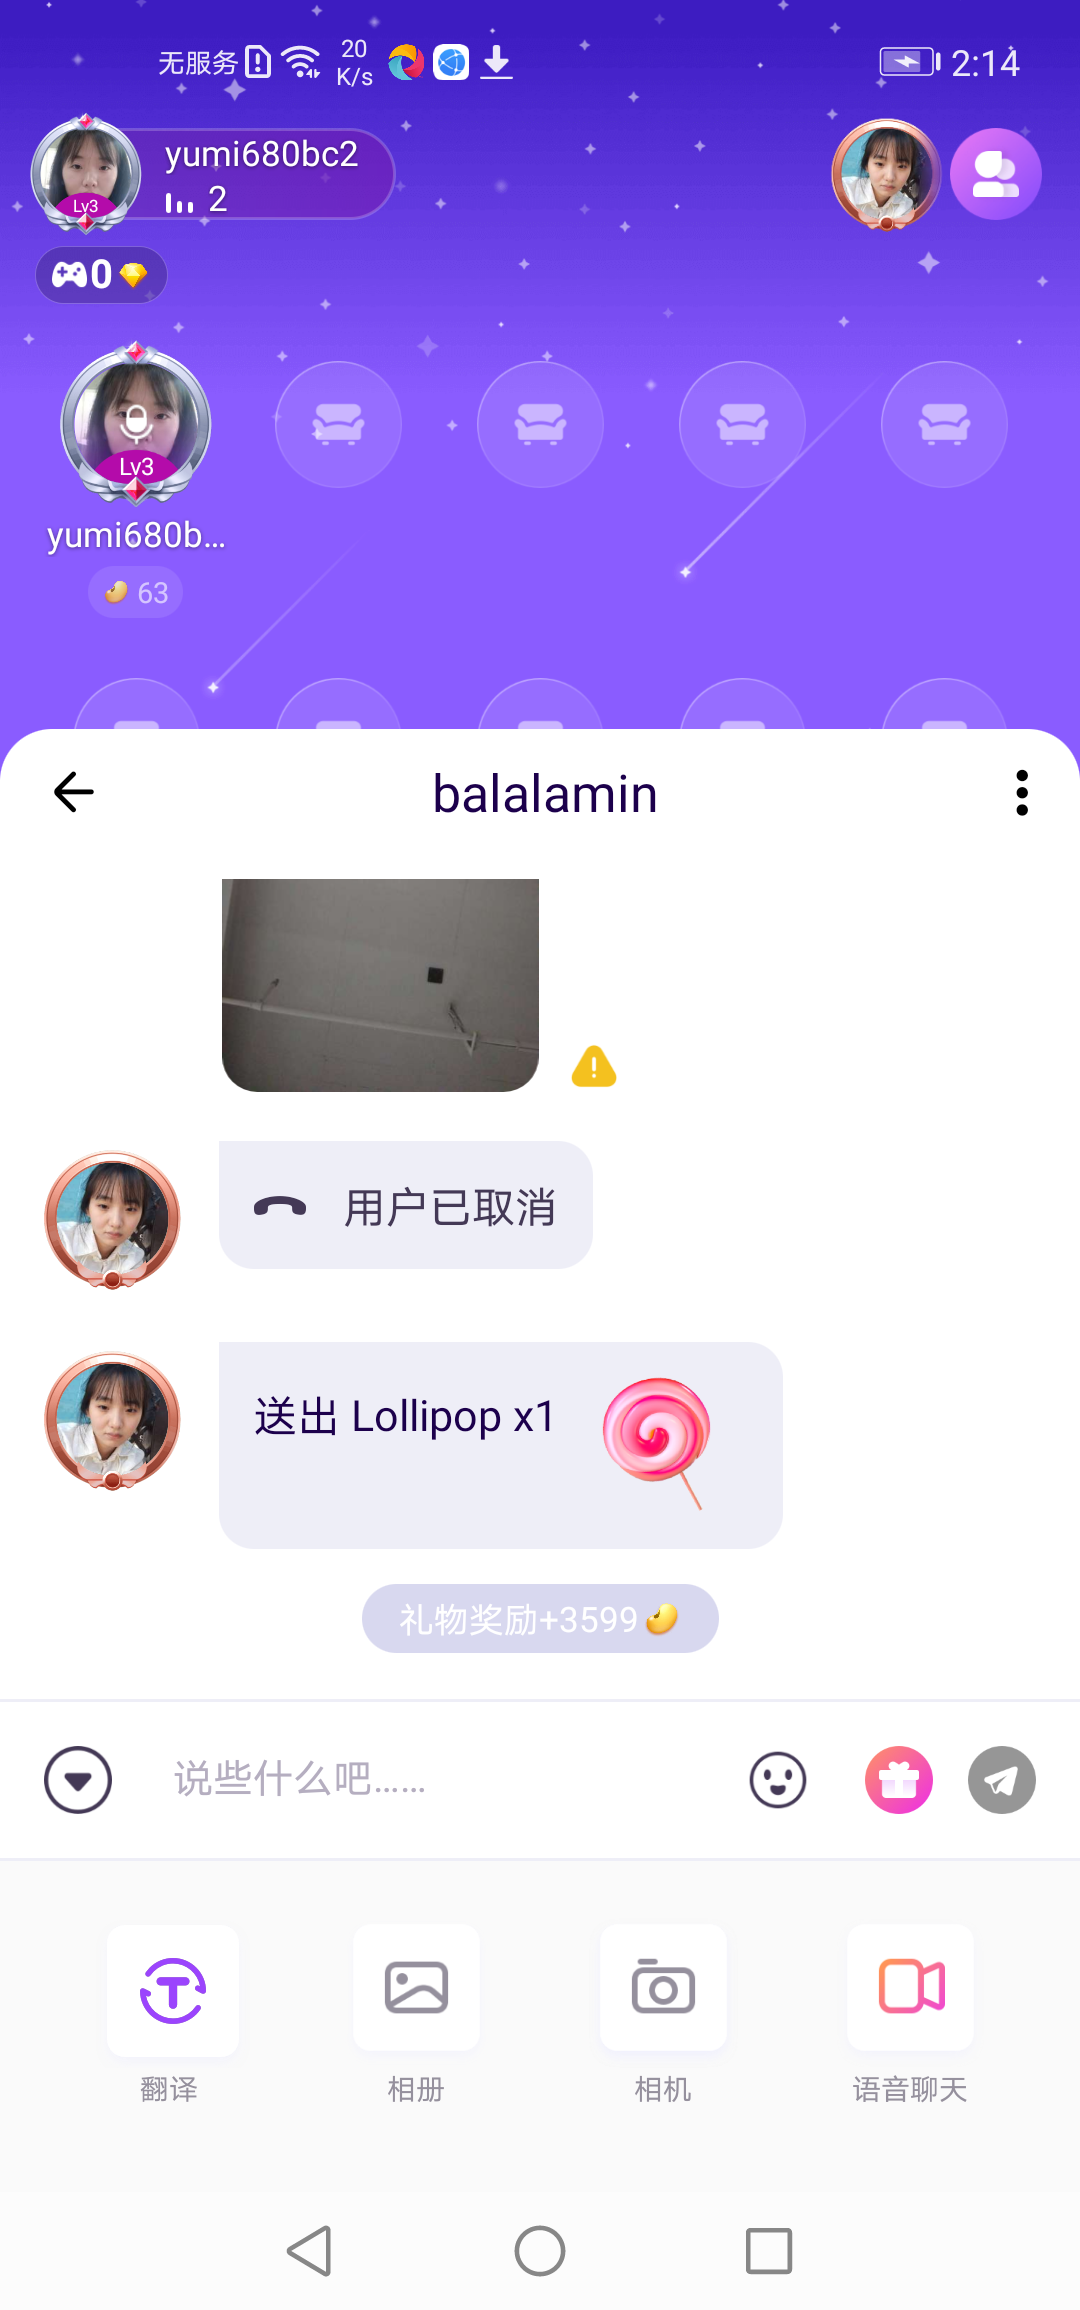 无服务
20
K/s
2:14
yumi680bc2
2
Lv3
0
Lv3
yumi680b...
63
balalamin
用户已取消
送出 Lollipop x1
礼物奖励+3599
说些什么吧......
翻译
相册
相机
语音聊天